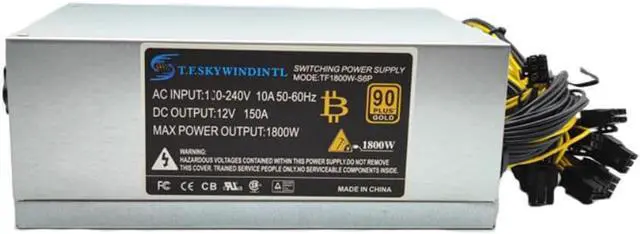 T.F.SKYWINDINTL
SWITCHING POWER SUPPLY
MODEL:TF1800W-S6P
AC INPUT:100-240V 10A 50-60Hz
DC OUTPUT:12V 150A
MAX POWER OUTPUT:1800W
90
PLUS
GOLD
1800W
WARNING:
HAZARDOUS VOLTAGES CONTAINED WITHIN THIS POWER SUPPLY.DO NOT REMOVE
THIS COVER. TRAINED SERVICE PEOPLE ONLY,NO SERVICEABLE COMPONENTS INSIDE.
CE CB
MADE IN CHINA